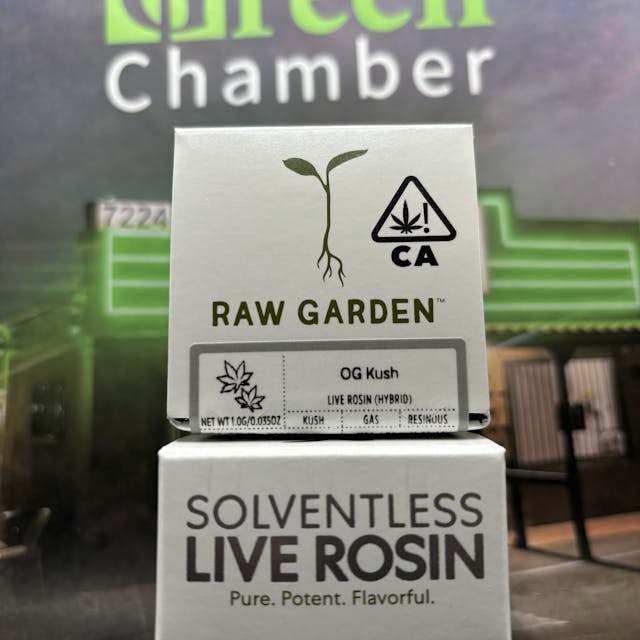 Green
Chamber
7224
CA
RAW GARDEN™
OG Kush
LIVE ROSIN (HYBRID)
NET WT 1.0G/0.035OZ KUSH GAS RESINOUS
SOLVENTLESS
LIVE ROSIN
Pure. Potent. Flavorful.